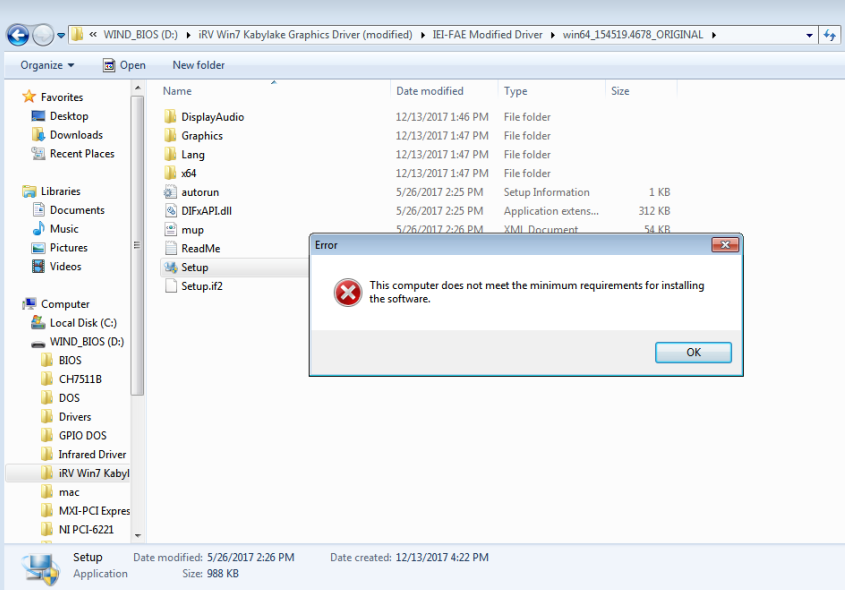 « WIND_BIOS (D:) ▸ iRV Win7 Kabylake Graphics Driver (modified) ▸ IEI-FAE Modified Driver ▸ win64_154519.4678_ORIGINAL ▸
Organize Open New folder
Name Date modified Type Size
Favorites
Desktop
Downloads
Recent Places
Libraries
Documents
Music
Pictures
Videos
Computer
Local Disk (C:)
WIND_BIOS (D:)
BIOS
CH7511B
DOS
Drivers
GPIO DOS
Infrared Driver
iRV Win7 Kabyl
mac
MXI-PCI Expres
NI PCI-6221
DisplayAudio 12/13/2017 1:46 PM File folder
Graphics 12/13/2017 1:47 PM File folder
Lang 12/13/2017 1:47 PM File folder
x64 12/13/2017 1:47 PM File folder
autorun 5/26/2017 2:25 PM Setup Information 1 KB
DIFxAPI.dll 5/26/2017 2:25 PM Application extens... 312 KB
mup 5/26/2017 2:26 PM XML Document 54 KB
ReadMe
Setup
Setup.if2
Error
This computer does not meet the minimum requirements for installing
the software.
OK
Setup Date modified: 5/26/2017 2:26 PM Date created: 12/13/2017 4:22 PM
Application Size: 988 KB